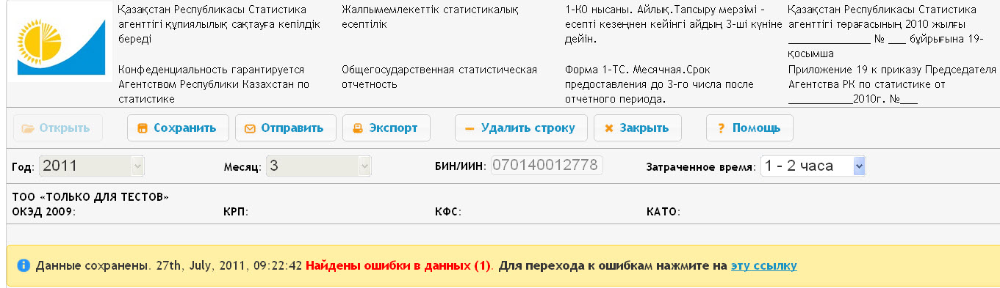 Қазақстан Республикасы Статистика
агенттігі құпиялылық сақтауға кепілдік
береді
Жалпымемлекеттік статистикалық
есептілік
1-КО нысаны. Айлық.Тапсыру мерзімі -
есепті кезеңнен кейінгі айдың 3-ші күніне
дейін.
Қазақстан Республикасы Статистика
агенттігі төрағасының 2010 жылғы
______________ № ___ бұйрығына 19-
қосымша
Конфеденциальность гарантируется
Агентством Республики Казахстан по
статистике
Общегосударственная статистическая
отчетность
Форма 1-ТС. Месячная.Срок
предоставления до 3-го числа после
отчетного периода.
Приложение 19 к приказу Председателя
Агентства РК по статистике от
___________2010г. №___
Открыть
Сохранить
Отправить
Экспорт
Удалить строку
Закрыть
Помощь
Год: 2011
Месяц: 3
БИН/ИИН: 070140012778
Затраченное время: 1 - 2 часа
ТОО «ТОЛЬКО ДЛЯ ТЕСТОВ»
ОКЭД 2009:
КРП:
КФС:
КАТО:
Данные сохранены. 27th, July, 2011, 09:22:42 Найдены ошибки в данных (1). Для перехода к ошибкам нажмите на эту ссылку